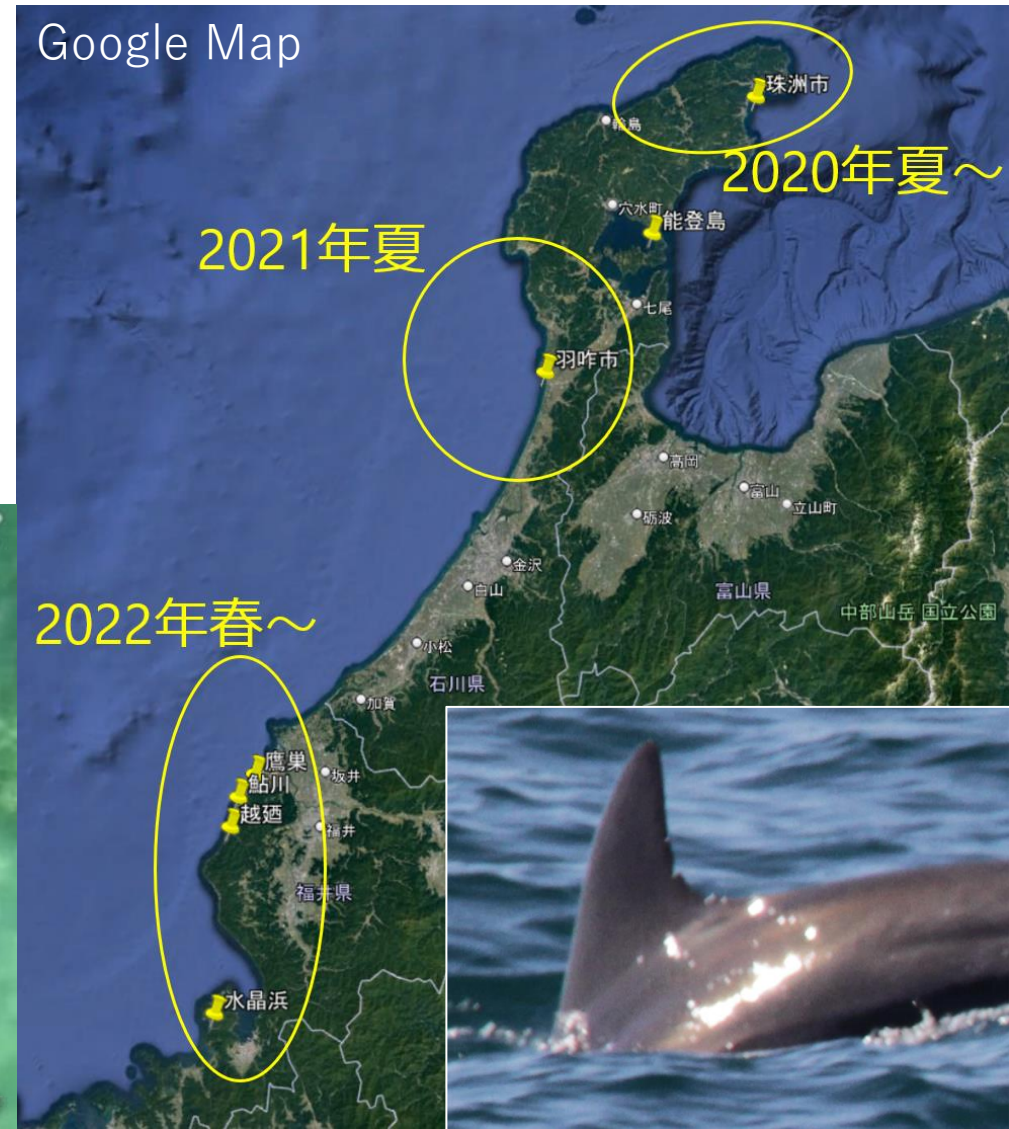 Google Map
珠洲市
輪島
2020年夏～
穴水町
能登島
2021年夏
七尾
羽咋市
高岡
富山
立山町
砺波
金沢
白山
富山県
中部山岳 国立公園
2022年春～
小松
石川県
加賀
鷹巣
坂井
鮎川
越廼
福井
福井県
水晶浜